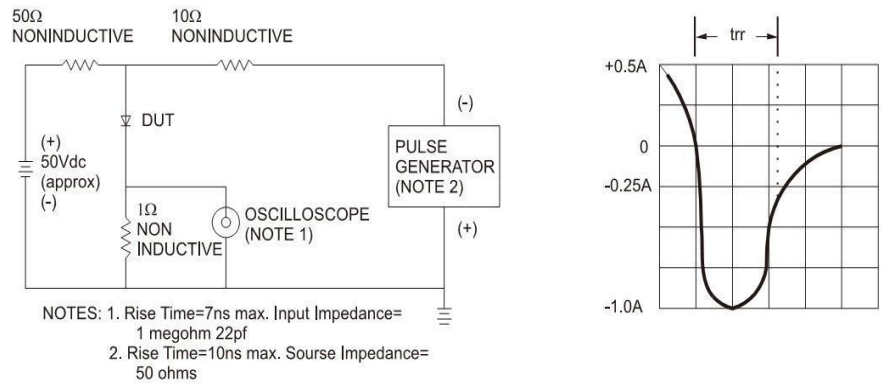 50Ω
NONINDUCTIVE
10Ω
NONINDUCTIVE
DUT
(+)
50Vdc
(approx)
(-)
1Ω
NON
INDUCTIVE
OSCILLOSCOPE
(NOTE 1)
(-)
PULSE
GENERATOR
(NOTE 2)
(+)
NOTES: 1. Rise Time=7ns max. Input Impedance=
1 megohm 22pf
2. Rise Time=10ns max. Sourse Impedance=
50 ohms
trr
+0.5A
0
-0.25A
-1.0A